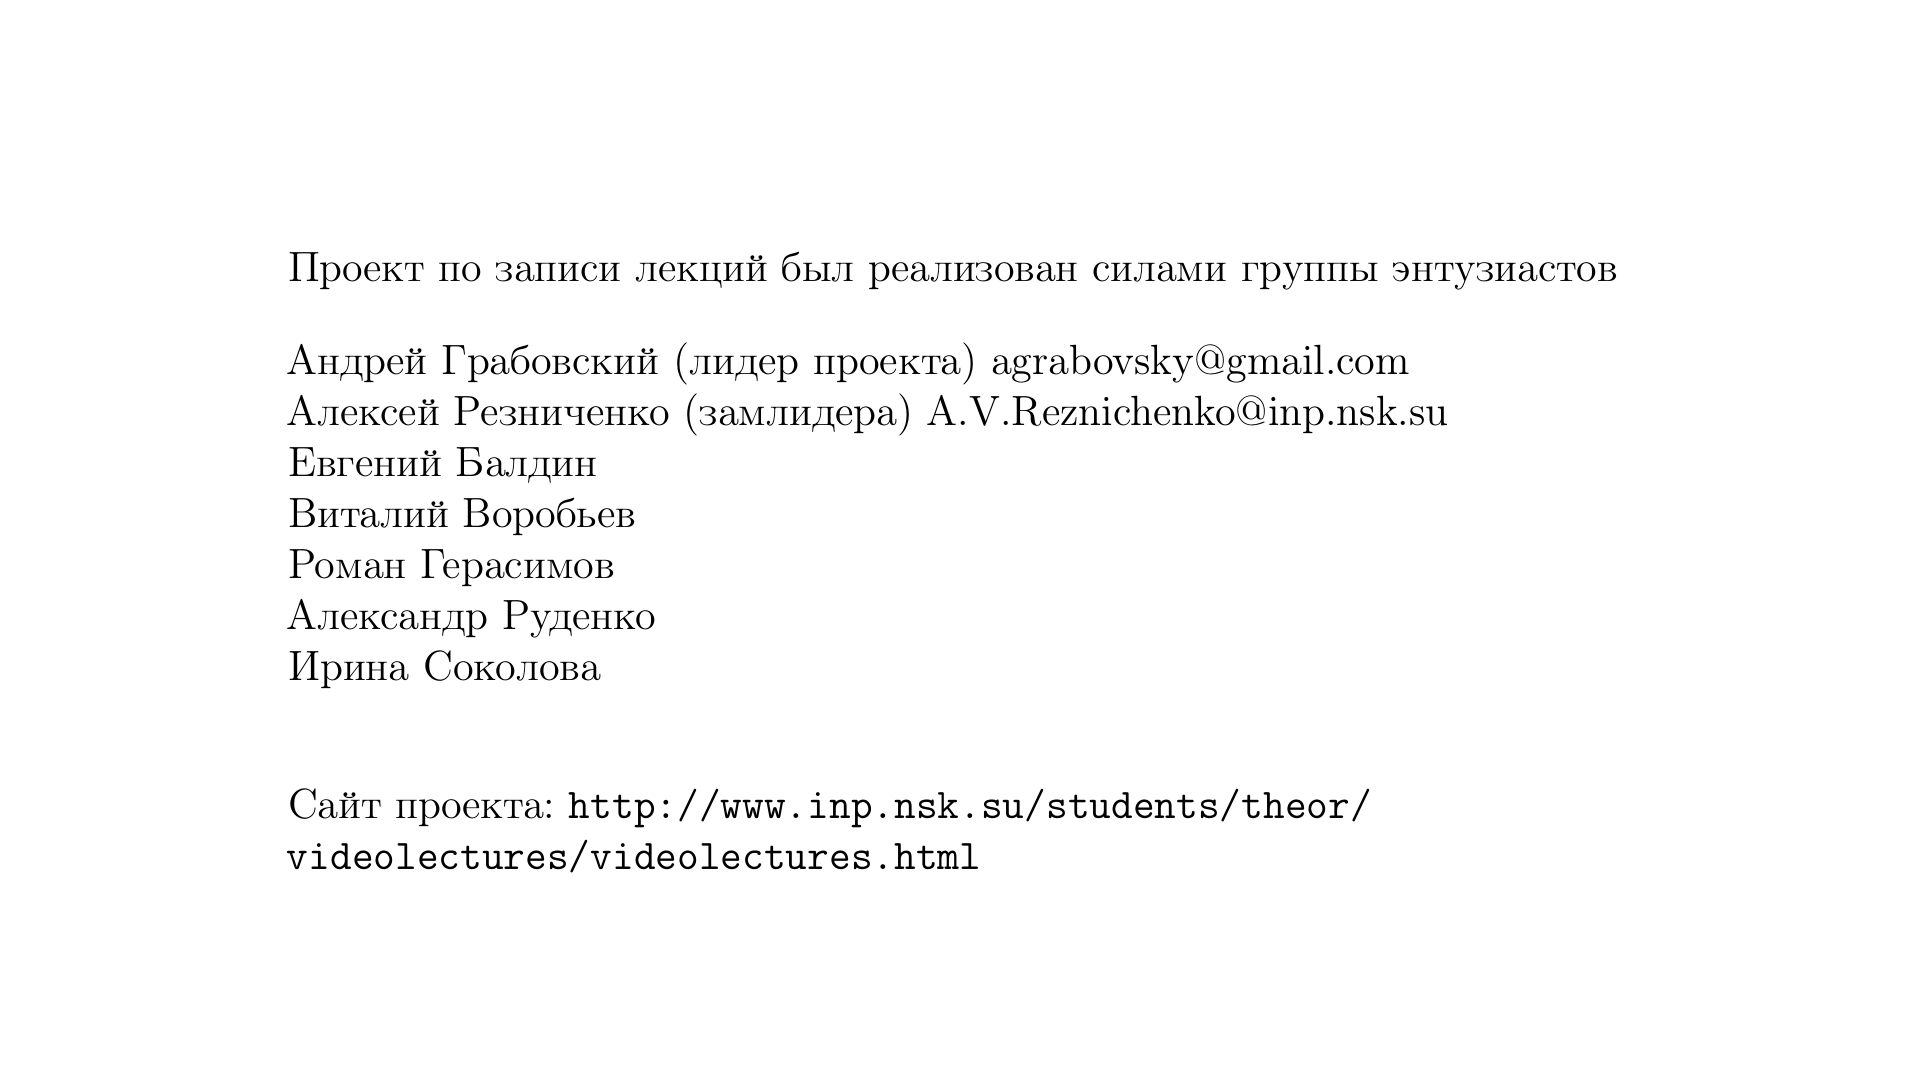 Проект по записи лекций был реализован силами группы энтузиастов
Андрей Грабовский (лидер проекта) agrabovsky@gmail.com
Алексей Резниченко (замлидера) A.V.Reznichenko@inp.nsk.su
Евгений Балдин
Виталий Воробьев
Роман Герасимов
Александр Руденко
Ирина Соколова
Сайт проекта: http://www.inp.nsk.su/students/theor/
videolectures/videolectures.html